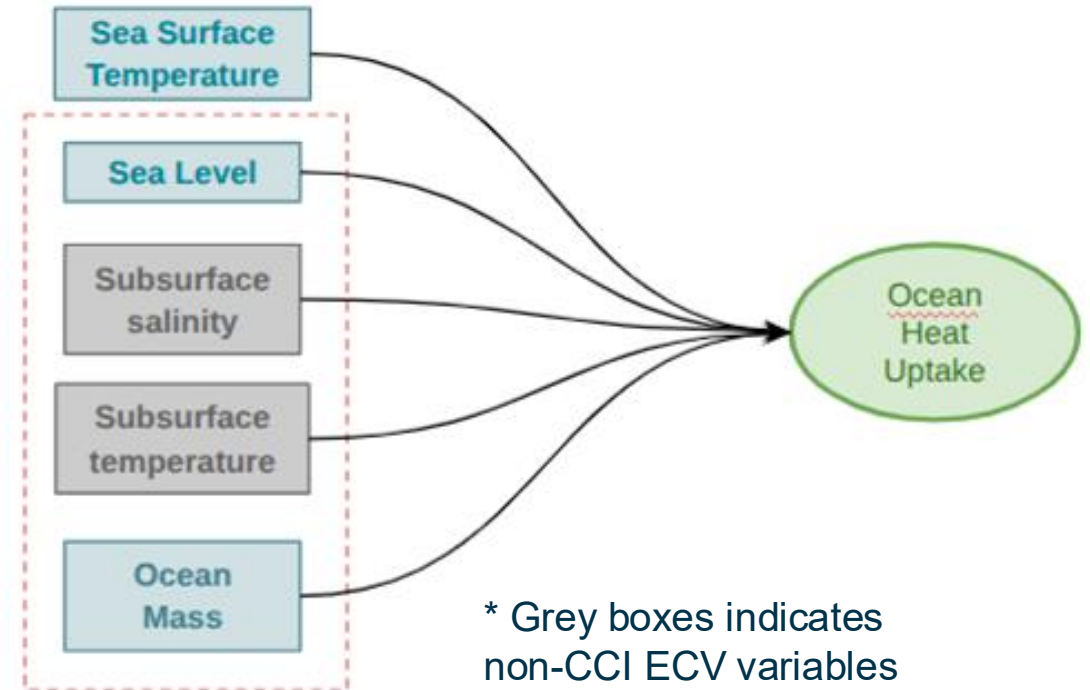 Sea Surface
Temperature
Sea Level
Subsurface
salinity
Subsurface
temperature
Ocean
Mass
Ocean
Heat
Uptake
* Grey boxes indicates
non-CCI ECV variables